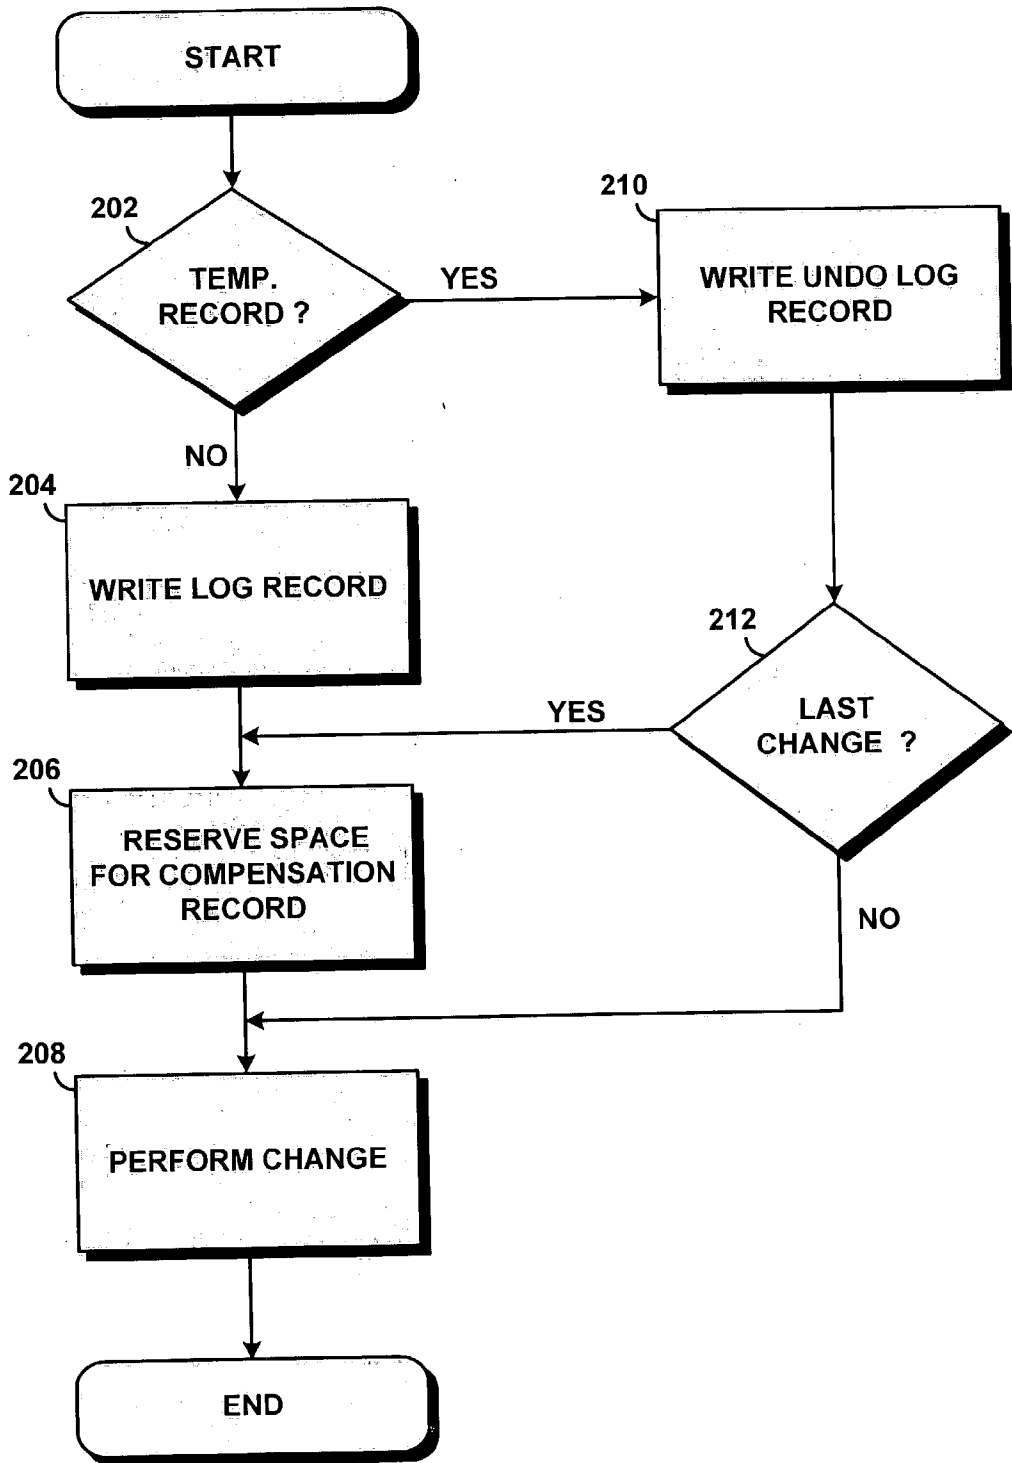 START
202
TEMP.
RECORD ?
YES
210
WRITE UNDO LOG
RECORD
NO
204
WRITE LOG RECORD
212
LAST
CHANGE ?
YES
206
RESERVE SPACE
FOR COMPENSATION
RECORD
NO
208
PERFORM CHANGE
END